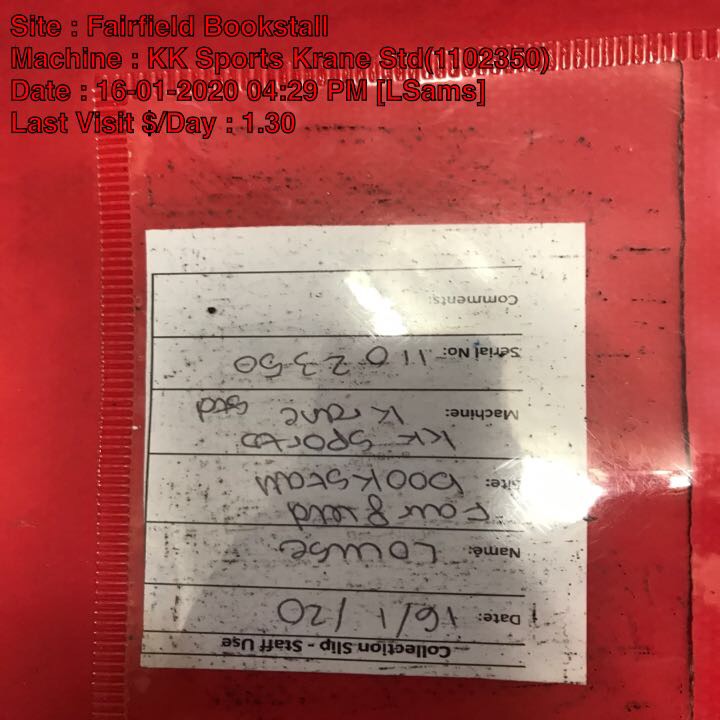 Site : Fairfield Bookstall
Machine : KK Sports Krane Std(1102350)
Date : 16-01-2020 04:29 PM [LSams]
Last Visit $/Day : 1.30
Collection Slip - Staff Use
Date: 16/1/20
Name: Louise
Fairfield
Site: bookstall
KK Sports
Machine: Krane Std
Serial No: 1102350
Comments: